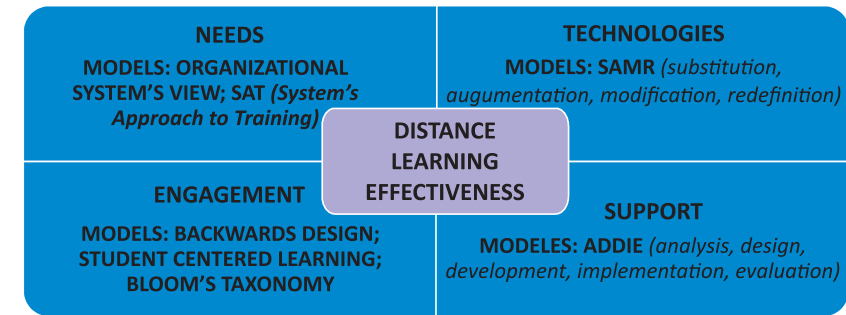 NEEDS
MODELS: ORGANIZATIONAL
SYSTEM'S VIEW; SAT (System's
Approach to Training)
TECHNOLOGIES
MODELS: SAMR (substitution,
augumentation, modification, redefinition)
DISTANCE
LEARNING
EFFECTIVENESS
ENGAGEMENT
MODELS: BACKWARDS DESIGN;
STUDENT CENTERED LEARNING;
BLOOM'S TAXONOMY
SUPPORT
MODELES: ADDIE (analysis, design,
development, implementation, evaluation)